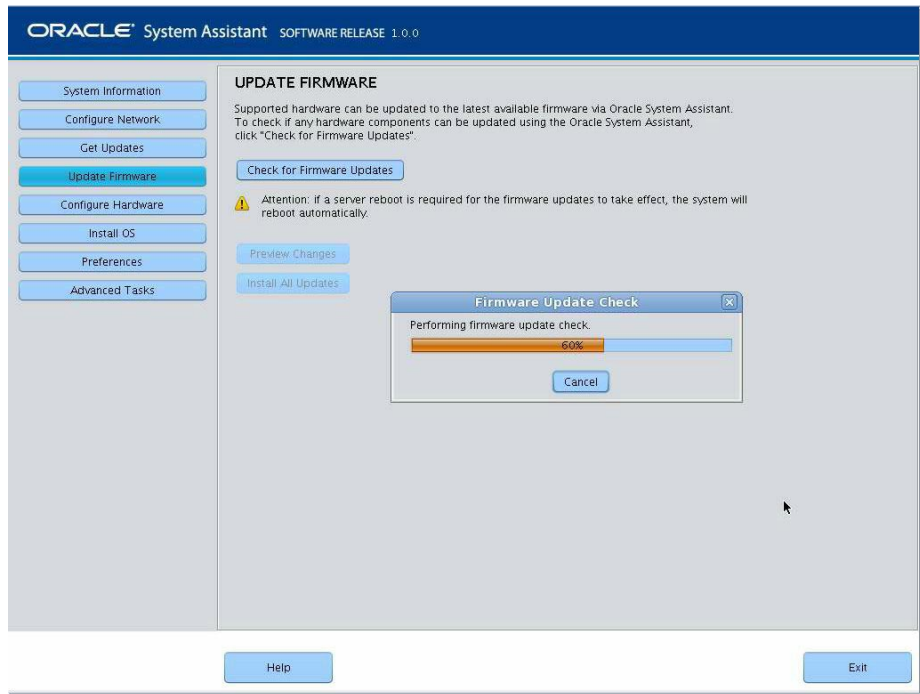 ORACLE® System Assistant SOFTWARE RELEASE 1.0.0
System Information
Configure Network
Get Updates
Update Firmware
Configure Hardware
Install OS
Preferences
Advanced Tasks
UPDATE FIRMWARE
Supported hardware can be updated to the latest available firmware via Oracle System Assistant.
To check if any hardware components can be updated using the Oracle System Assistant,
click "Check for Firmware Updates".
Check for Firmware Updates
Attention: if a server reboot is required for the firmware updates to take effect, the system will
reboot automatically.
Preview Changes
Install All Updates
Firmware Update Check
Performing firmware update check.
60%
Cancel
Help
Exit